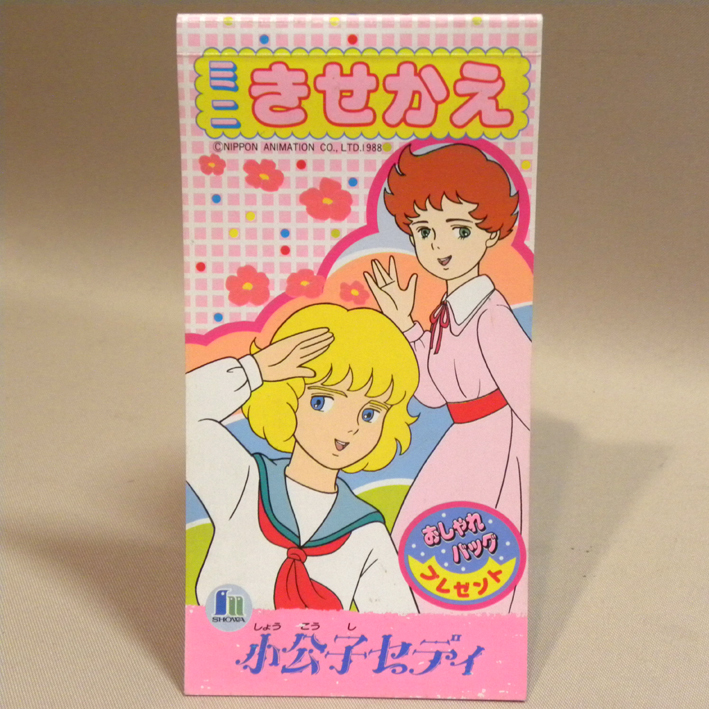 ミニ きせかえ
©NIPPON ANIMATION CO., LTD.1988
おしゃれ
バッグ
プレゼント
SHOWA
しょう こう し
小公子セディ